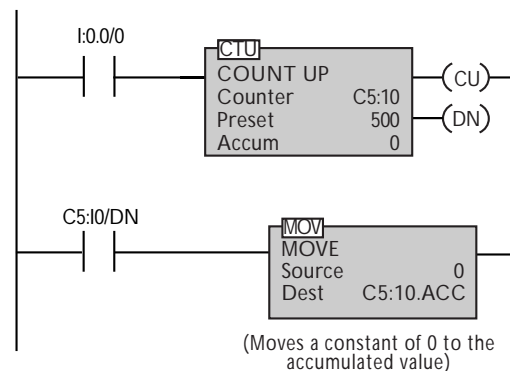 I:0.0/0
CTU
COUNT UP
Counter C5:10
Preset 500
Accum 0
CU
DN
C5:I0/DN
MOV
MOVE
Source 0
Dest C5:10.ACC
(Moves a constant of 0 to the
accumulated value)